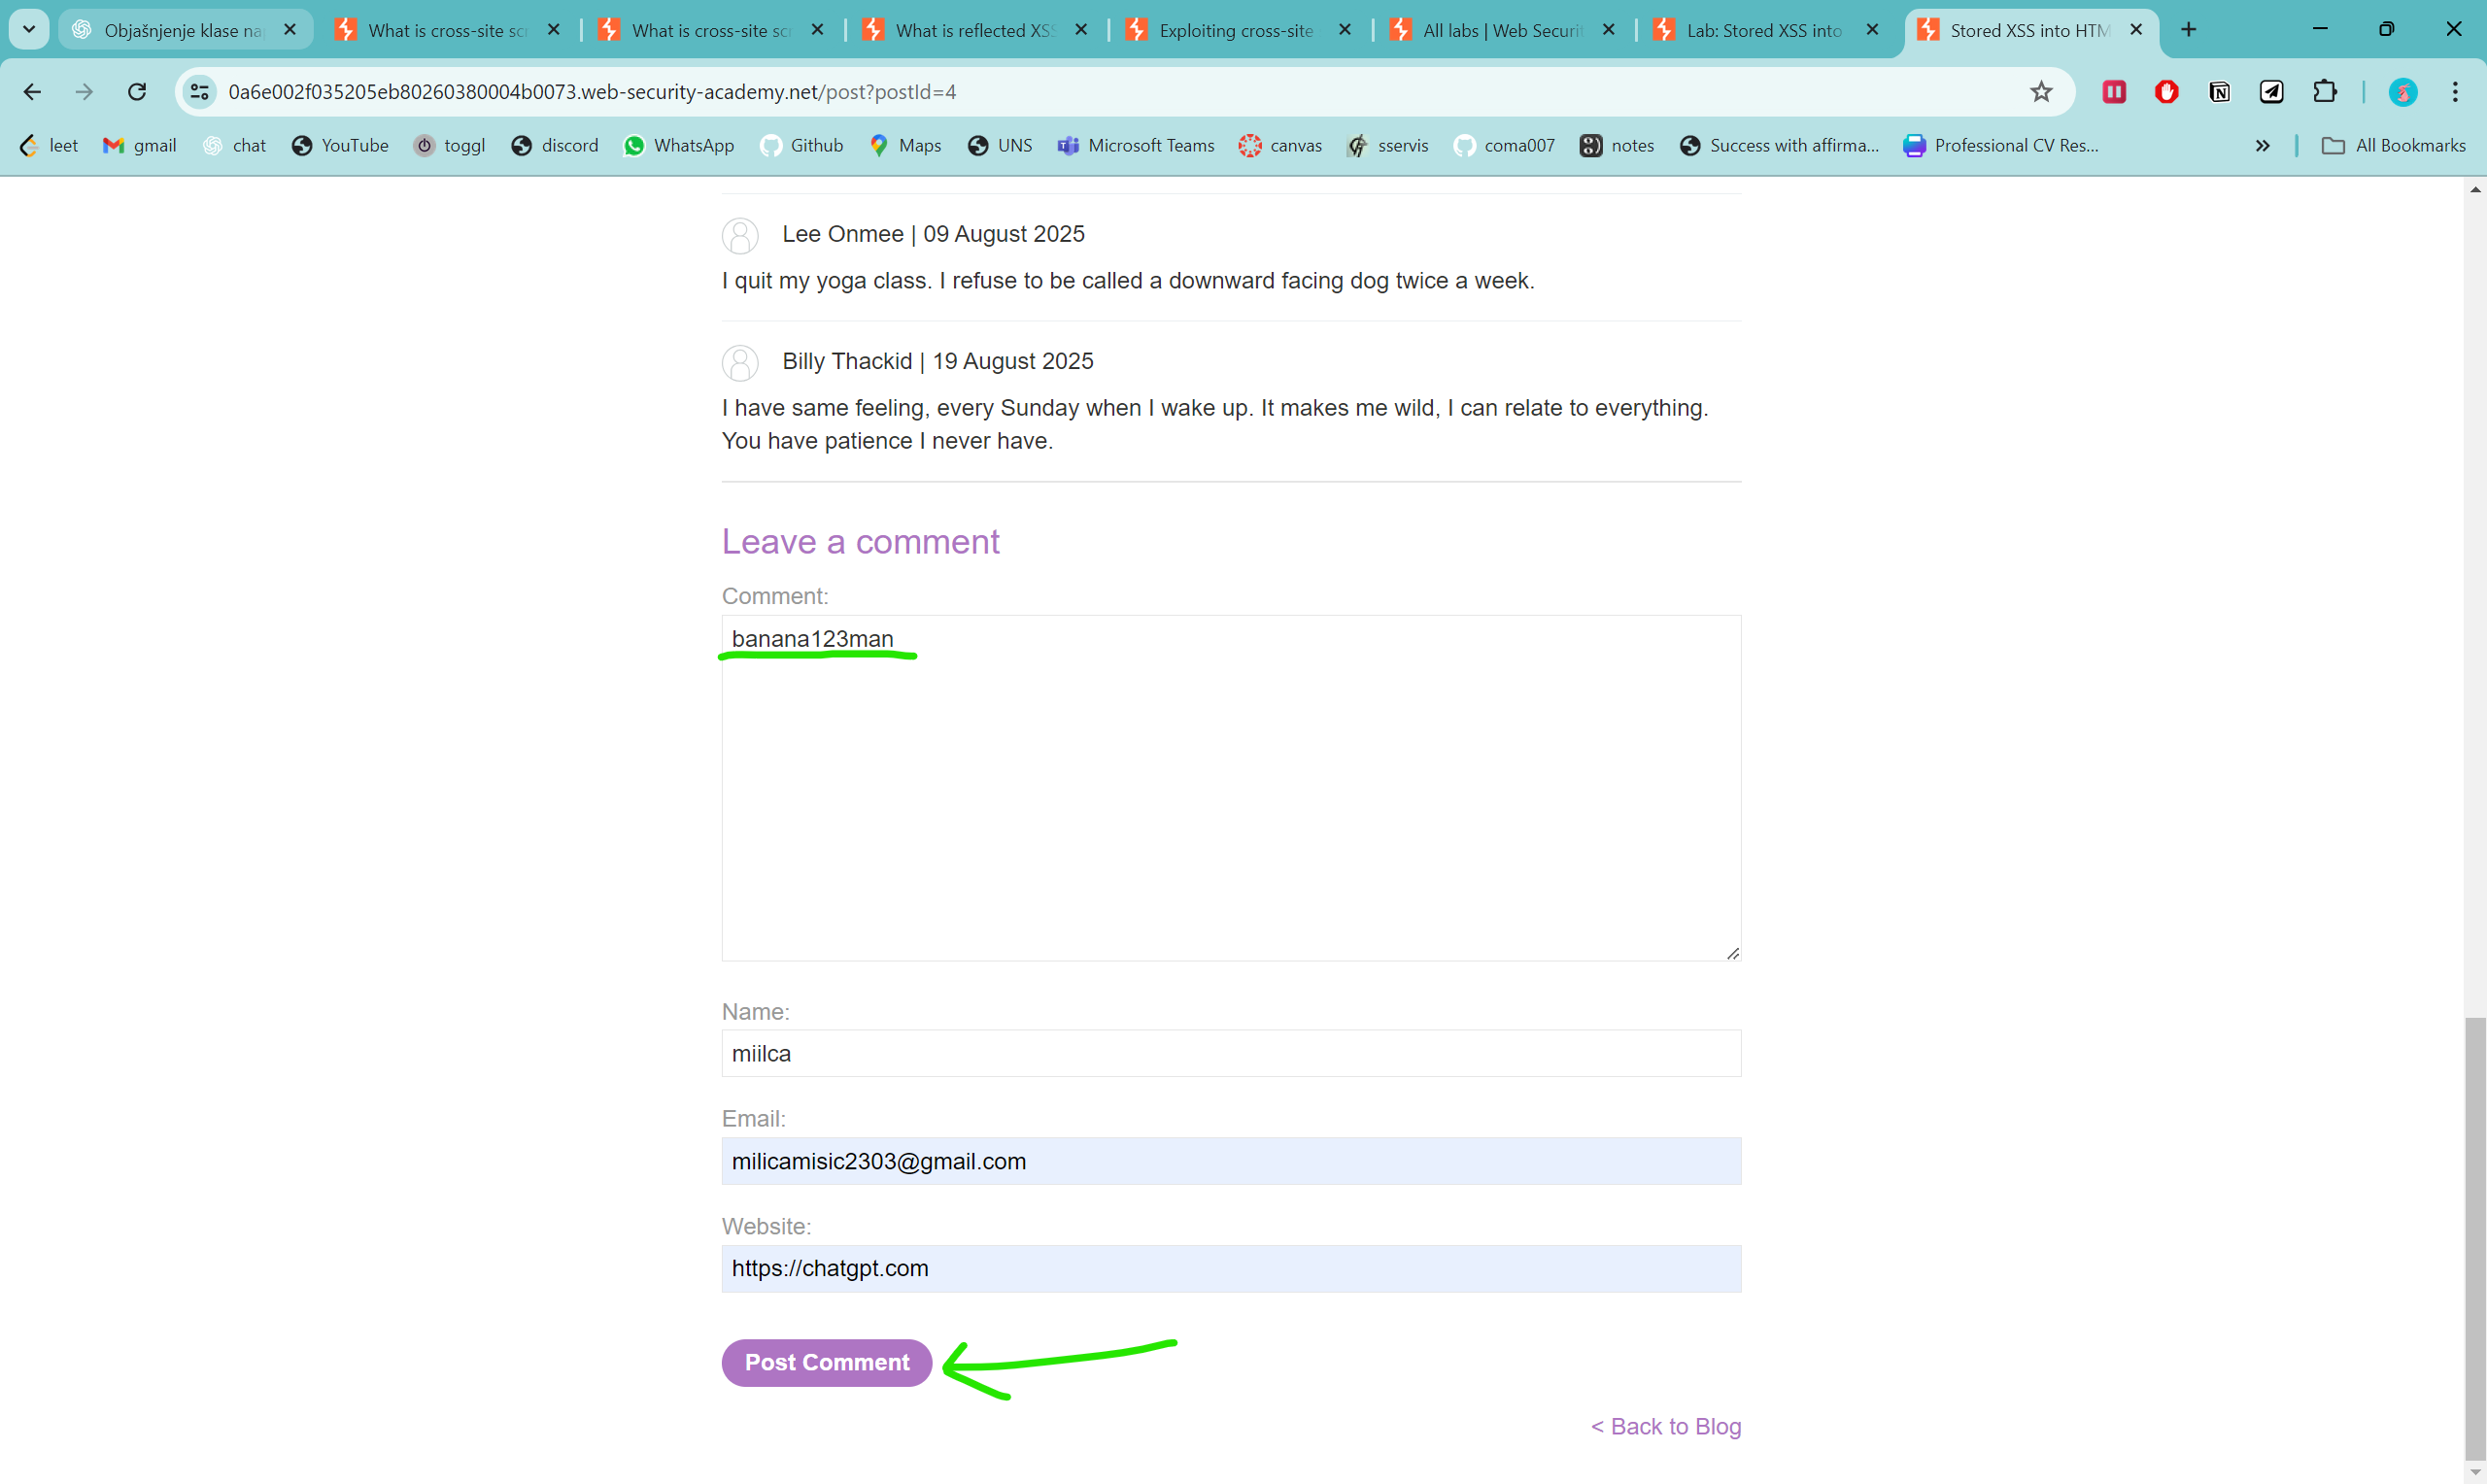 Objašnjenje klase na
What is cross-site scr
What is cross-site scr
What is reflected XSS
Exploiting cross-site
All labs | Web Securit
Lab: Stored XSS into
Stored XSS into HTM
0a6e002f035205eb80260380004b0073.web-security-academy.net/post?postId=4
leet gmail chat YouTube toggl discord WhatsApp Github Maps UNS Microsoft Teams canvas sservis coma007 notes Success with affirma... Professional CV Res... » All Bookmarks
Lee Onmee | 09 August 2025
I quit my yoga class. I refuse to be called a downward facing dog twice a week.
Billy Thackid | 19 August 2025
I have same feeling, every Sunday when I wake up. It makes me wild, I can relate to everything.
You have patience I never have.
Leave a comment
Comment:
banana123man
Name:
miilca
Email:
milicamisic2303@gmail.com
Website:
https://chatgpt.com
Post Comment
< Back to Blog